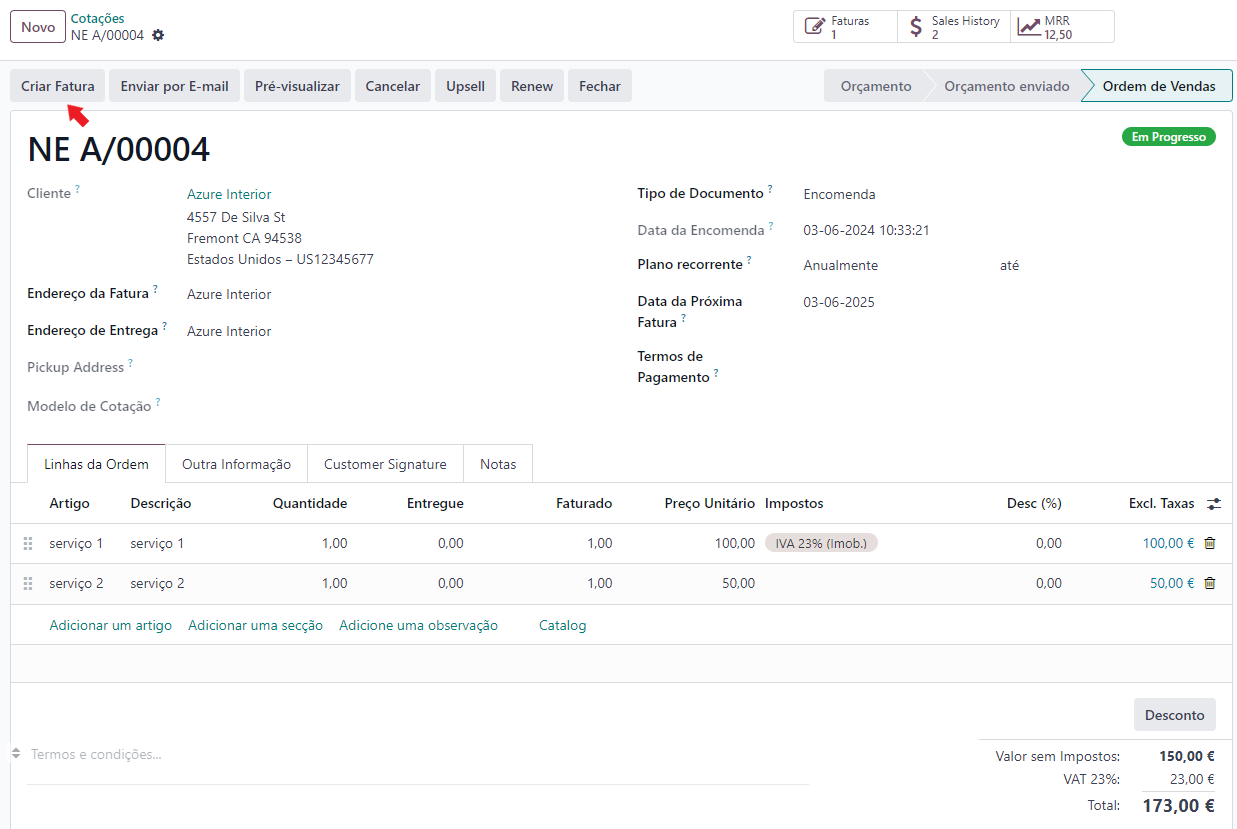 Novo
Cotações
NE A/00004
Faturas
1
Sales History
2
MRR
12,50
Criar Fatura
Enviar por E-mail
Pré-visualizar
Cancelar
Upsell
Renew
Fechar
Orçamento
Orçamento enviado
Ordem de Vendas
NE A/00004
Em Progresso
Cliente ?
Azure Interior
4557 De Silva St
Fremont CA 94538
Estados Unidos – US12345677
Endereço da Fatura ? Azure Interior
Endereço de Entrega ? Azure Interior
Pickup Address ?
Modelo de Cotação ?
Tipo de Documento ? Encomenda
Data da Encomenda ? 03-06-2024 10:33:21
Plano recorrente ? Anualmente até
Data da Próxima
Fatura ?
03-06-2025
Termos de
Pagamento ?
Linhas da Ordem
Outra Informação
Customer Signature
Notas
Artigo Descrição Quantidade Entregue Faturado Preço Unitário Impostos Desc (%) Excl. Taxas
serviço 1 serviço 1 1,00 0,00 1,00 100,00 IVA 23% (Imob.) 0,00 100,00 €
serviço 2 serviço 2 1,00 0,00 1,00 50,00 0,00 50,00 €
Adicionar um artigo Adicionar uma secção Adicione uma observação Catalog
Desconto
Termos e condições...
Valor sem Impostos: 150,00 €
VAT 23%: 23,00 €
Total: 173,00 €